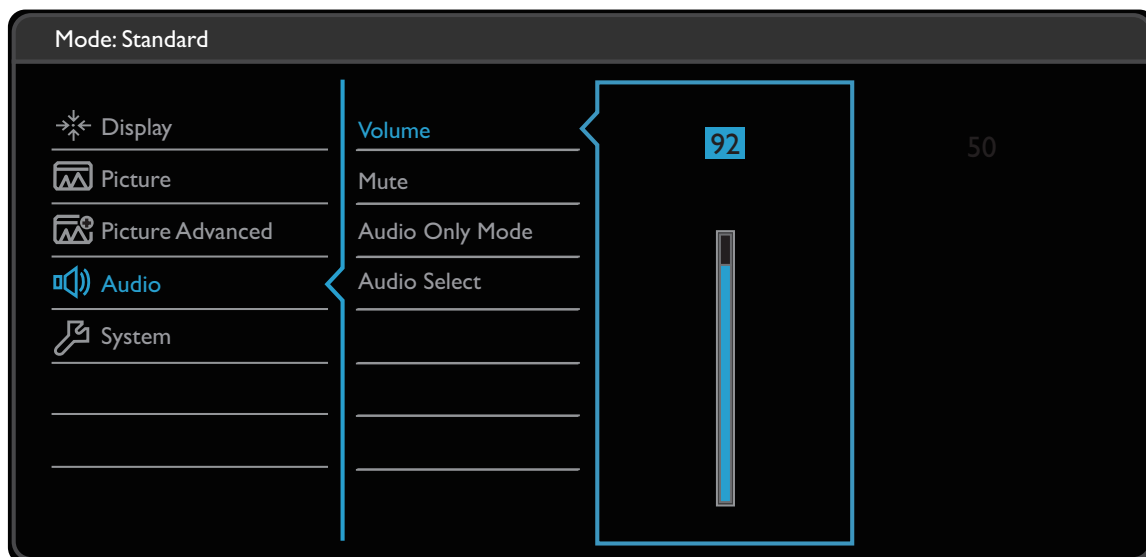 Mode: Standard
Display
Picture
Picture Advanced
Audio
System
Volume
Mute
Audio Only Mode
Audio Select
92
50